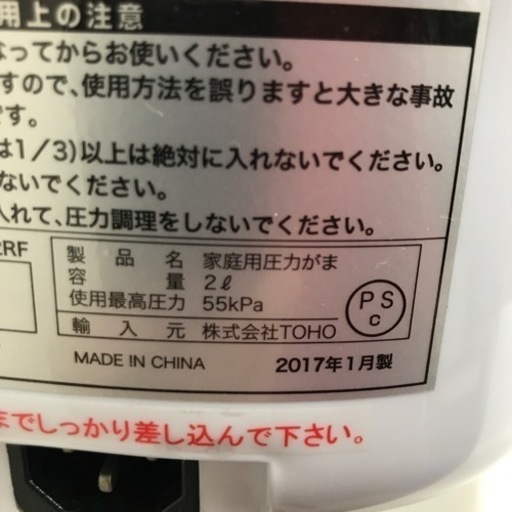 用上の注意
なってからお使いください。
すので、使用方法を誤りますと大きな事故
です。
は1/3)以上は絶対に入れないでください。
ないでください。
入れて、圧力調理をしないでください。
RF
製品名 家庭用圧力がま
容量 2ℓ
使用最高圧力 55kPa
輸入元 株式会社TOHO
PSc
MADE IN CHINA 2017年1月製
までしっかり差し込んで下さい。